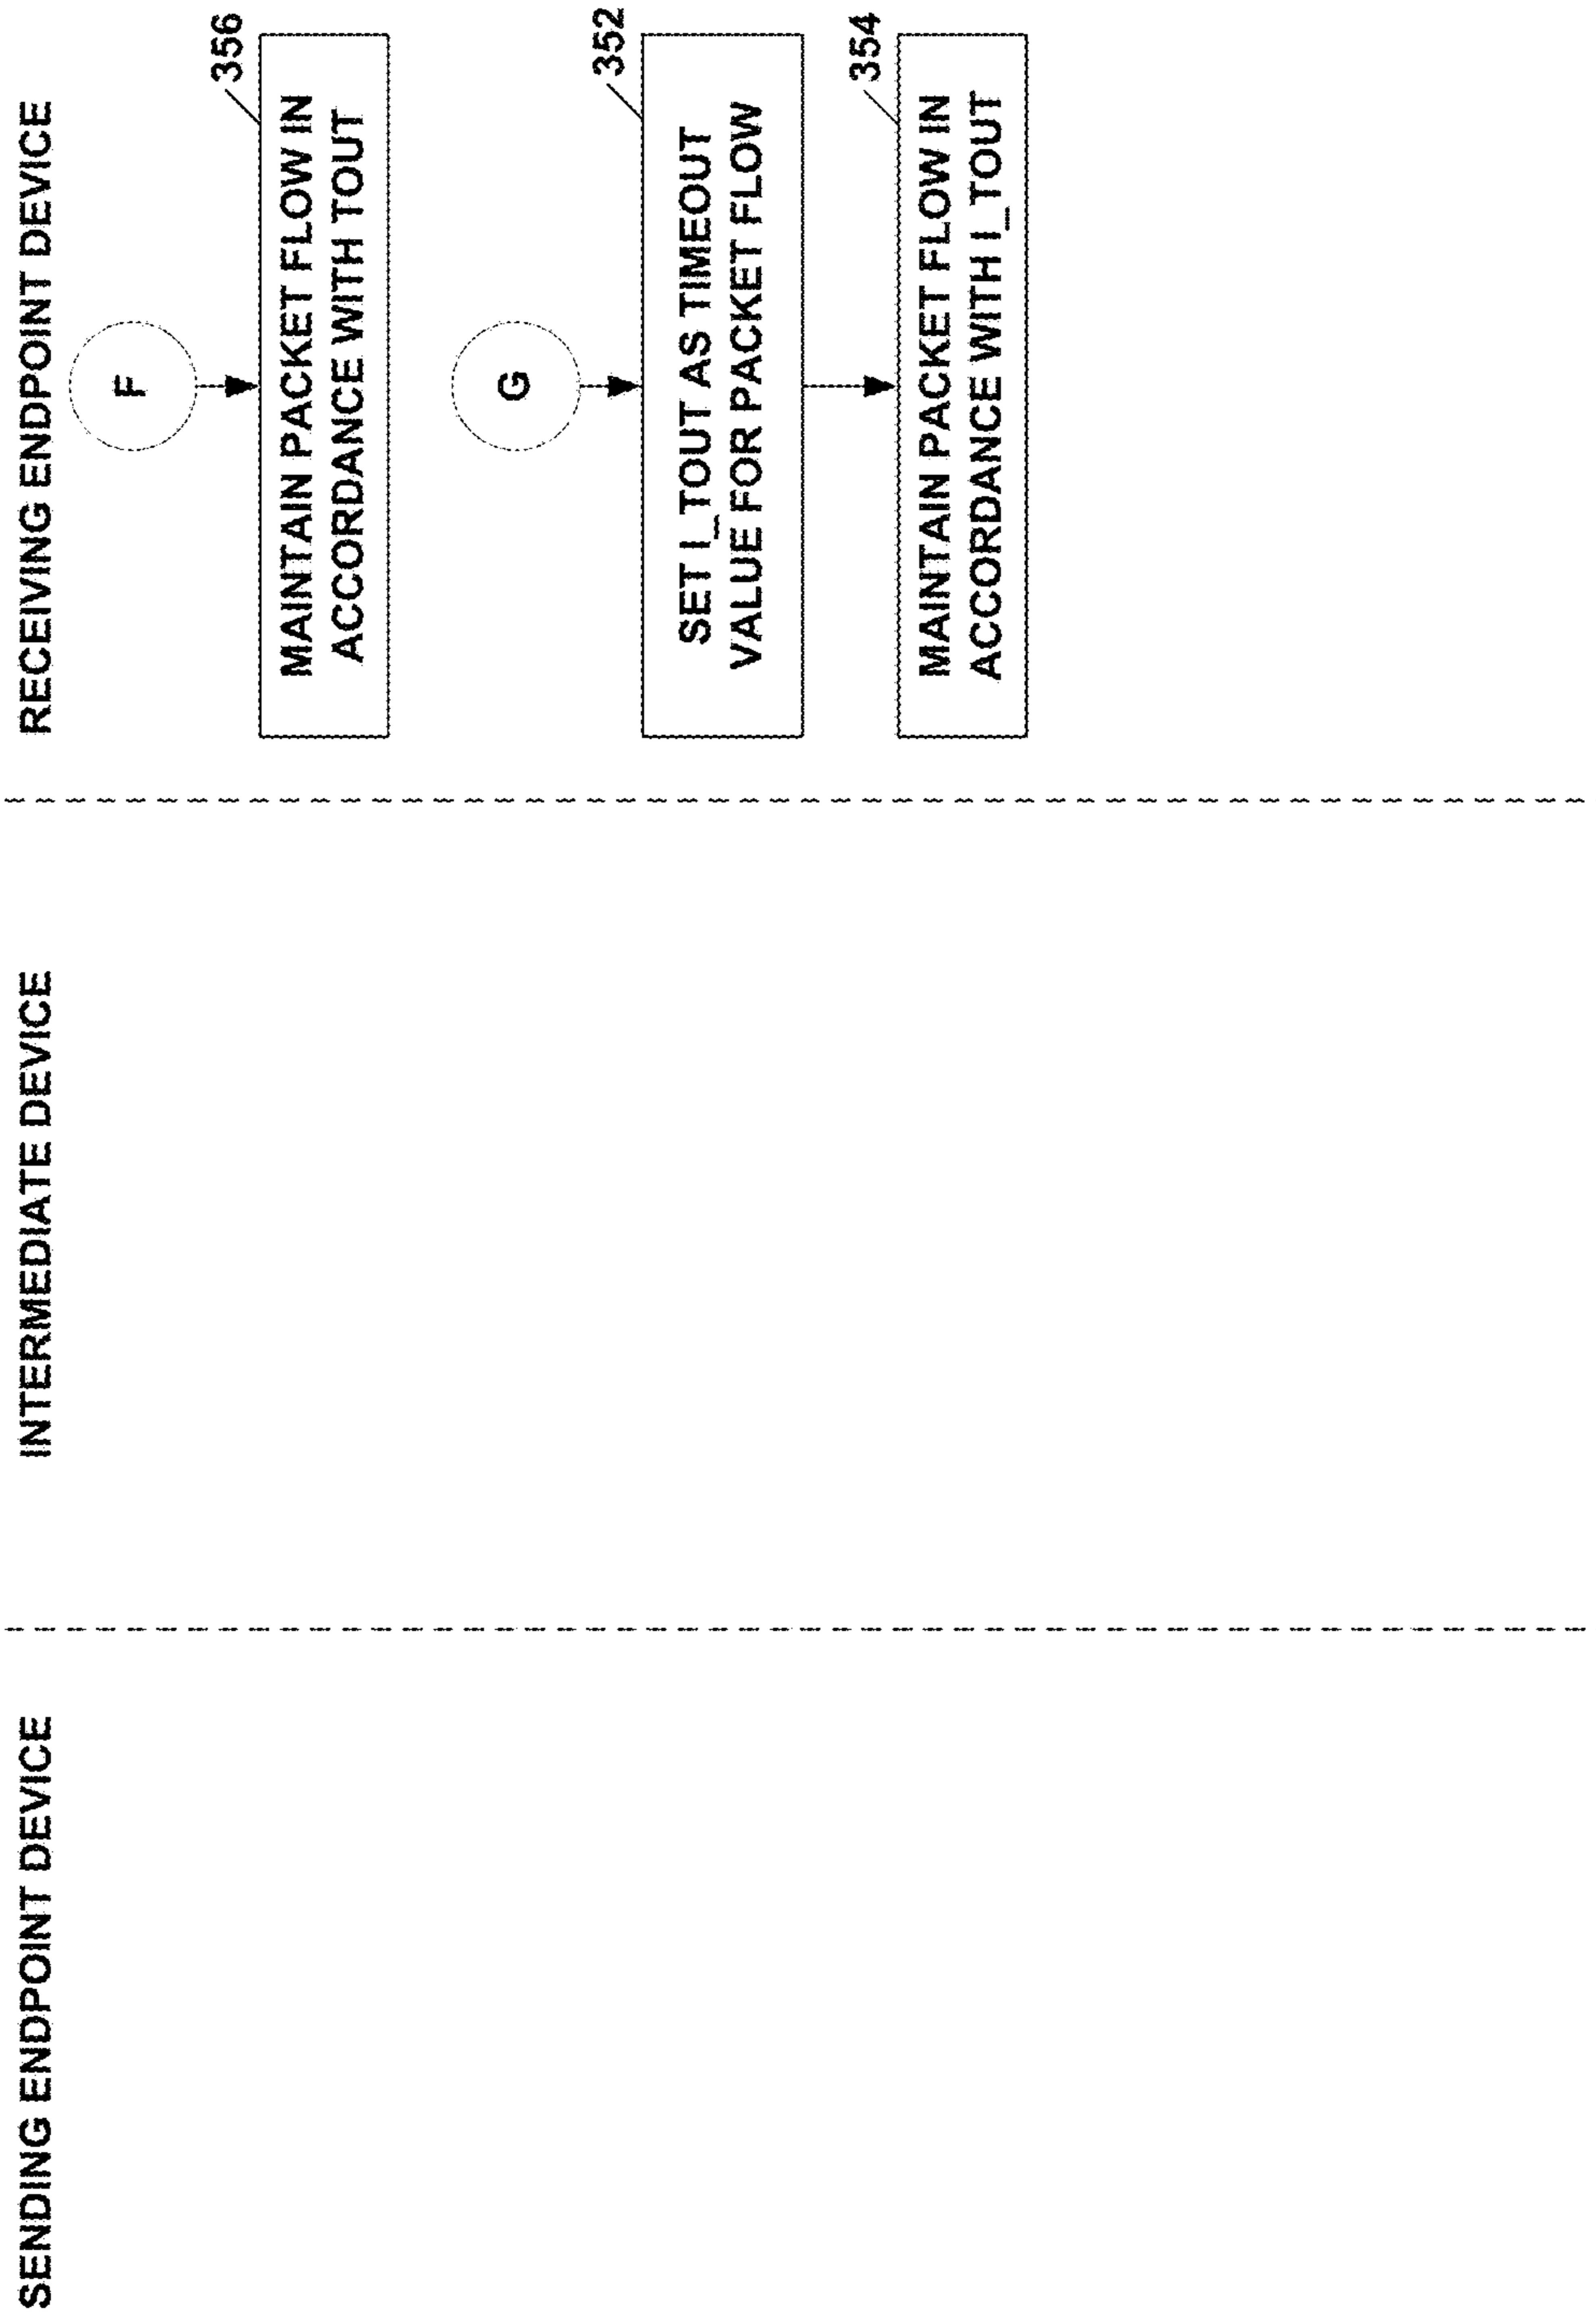 SENDING ENDPOINT DEVICE
INTERMEDIATE DEVICE
RECEIVING ENDPOINT DEVICE
F
356
MAINTAIN PACKET FLOW IN
ACCORDANCE WITH TOUT
G
352
SET I_TOUT AS TIMEOUT
VALUE FOR PACKET FLOW
354
MAINTAIN PACKET FLOW IN
ACCORDANCE WITH I_TOUT